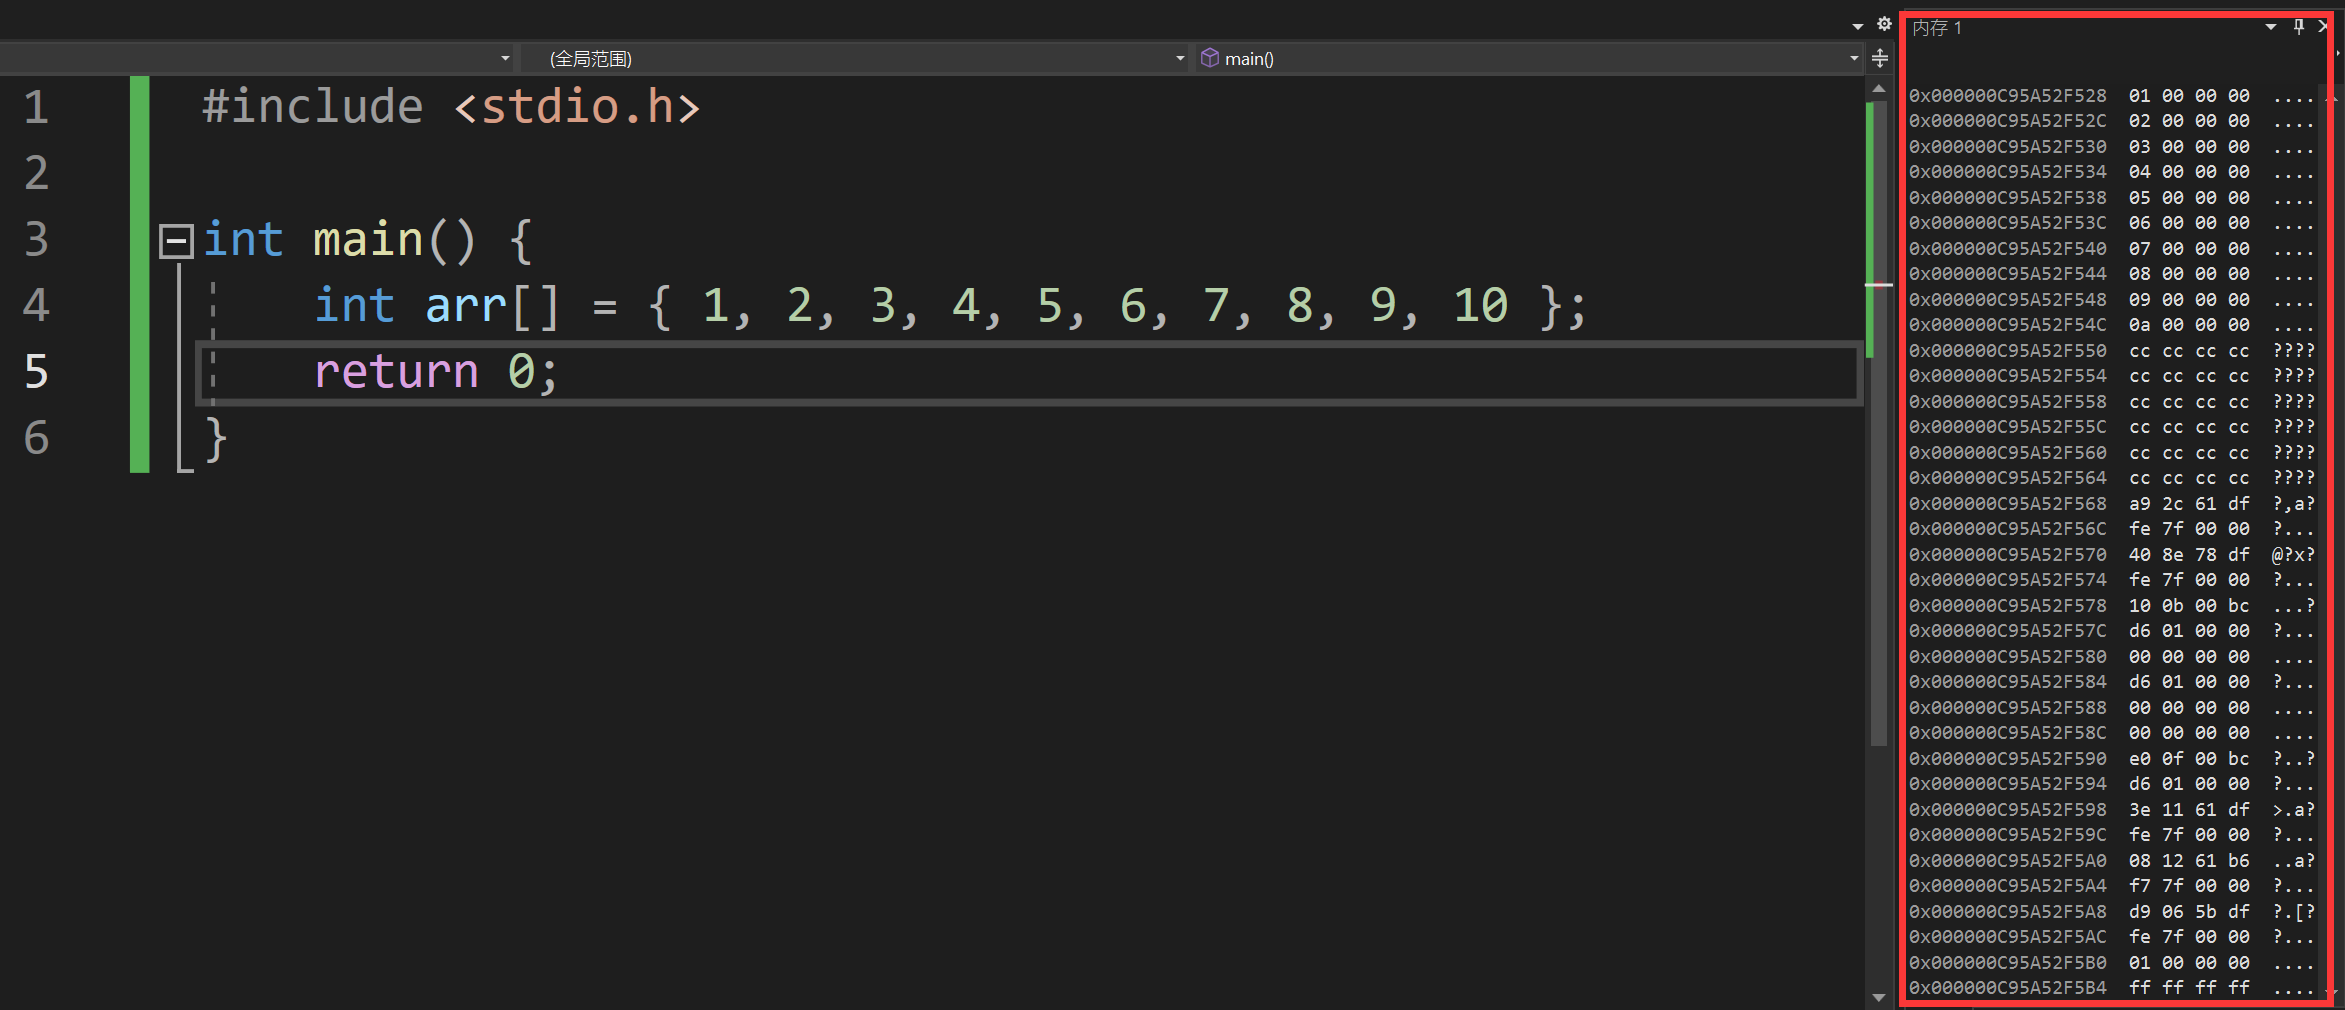 (全局范围)
main()
1 #include <stdio.h>
2
3 int main() {
4 int arr[] = { 1, 2, 3, 4, 5, 6, 7, 8, 9, 10 };
5 return 0;
6 }
内存 1
0x000000C95A52F528 01 00 00 00 ....
0x000000C95A52F52C 02 00 00 00 ....
0x000000C95A52F530 03 00 00 00 ....
0x000000C95A52F534 04 00 00 00 ....
0x000000C95A52F538 05 00 00 00 ....
0x000000C95A52F53C 06 00 00 00 ....
0x000000C95A52F540 07 00 00 00 ....
0x000000C95A52F544 08 00 00 00 ....
0x000000C95A52F548 09 00 00 00 ....
0x000000C95A52F54C 0a 00 00 00 ....
0x000000C95A52F550 cc cc cc cc ????
0x000000C95A52F554 cc cc cc cc ????
0x000000C95A52F558 cc cc cc cc ????
0x000000C95A52F55C cc cc cc cc ????
0x000000C95A52F560 cc cc cc cc ????
0x000000C95A52F564 cc cc cc cc ????
0x000000C95A52F568 a9 2c 61 df ?,a?
0x000000C95A52F56C fe 7f 00 00 ?...
0x000000C95A52F570 40 8e 78 df @?x?
0x000000C95A52F574 fe 7f 00 00 ?...
0x000000C95A52F578 10 0b 00 bc ...?
0x000000C95A52F57C d6 01 00 00 ?...
0x000000C95A52F580 00 00 00 00 ....
0x000000C95A52F584 d6 01 00 00 ?...
0x000000C95A52F588 00 00 00 00 ....
0x000000C95A52F58C 00 00 00 00 ....
0x000000C95A52F590 e0 0f 00 bc ?..?
0x000000C95A52F594 d6 01 00 00 ?...
0x000000C95A52F598 3e 11 61 df >.a?
0x000000C95A52F59C fe 7f 00 00 ?...
0x000000C95A52F5A0 08 12 61 b6 ..a?
0x000000C95A52F5A4 f7 7f 00 00 ?...
0x000000C95A52F5A8 d9 06 5b df ?.[?
0x000000C95A52F5AC fe 7f 00 00 ?...
0x000000C95A52F5B0 01 00 00 00 ....
0x000000C95A52F5B4 ff ff ff ff ....